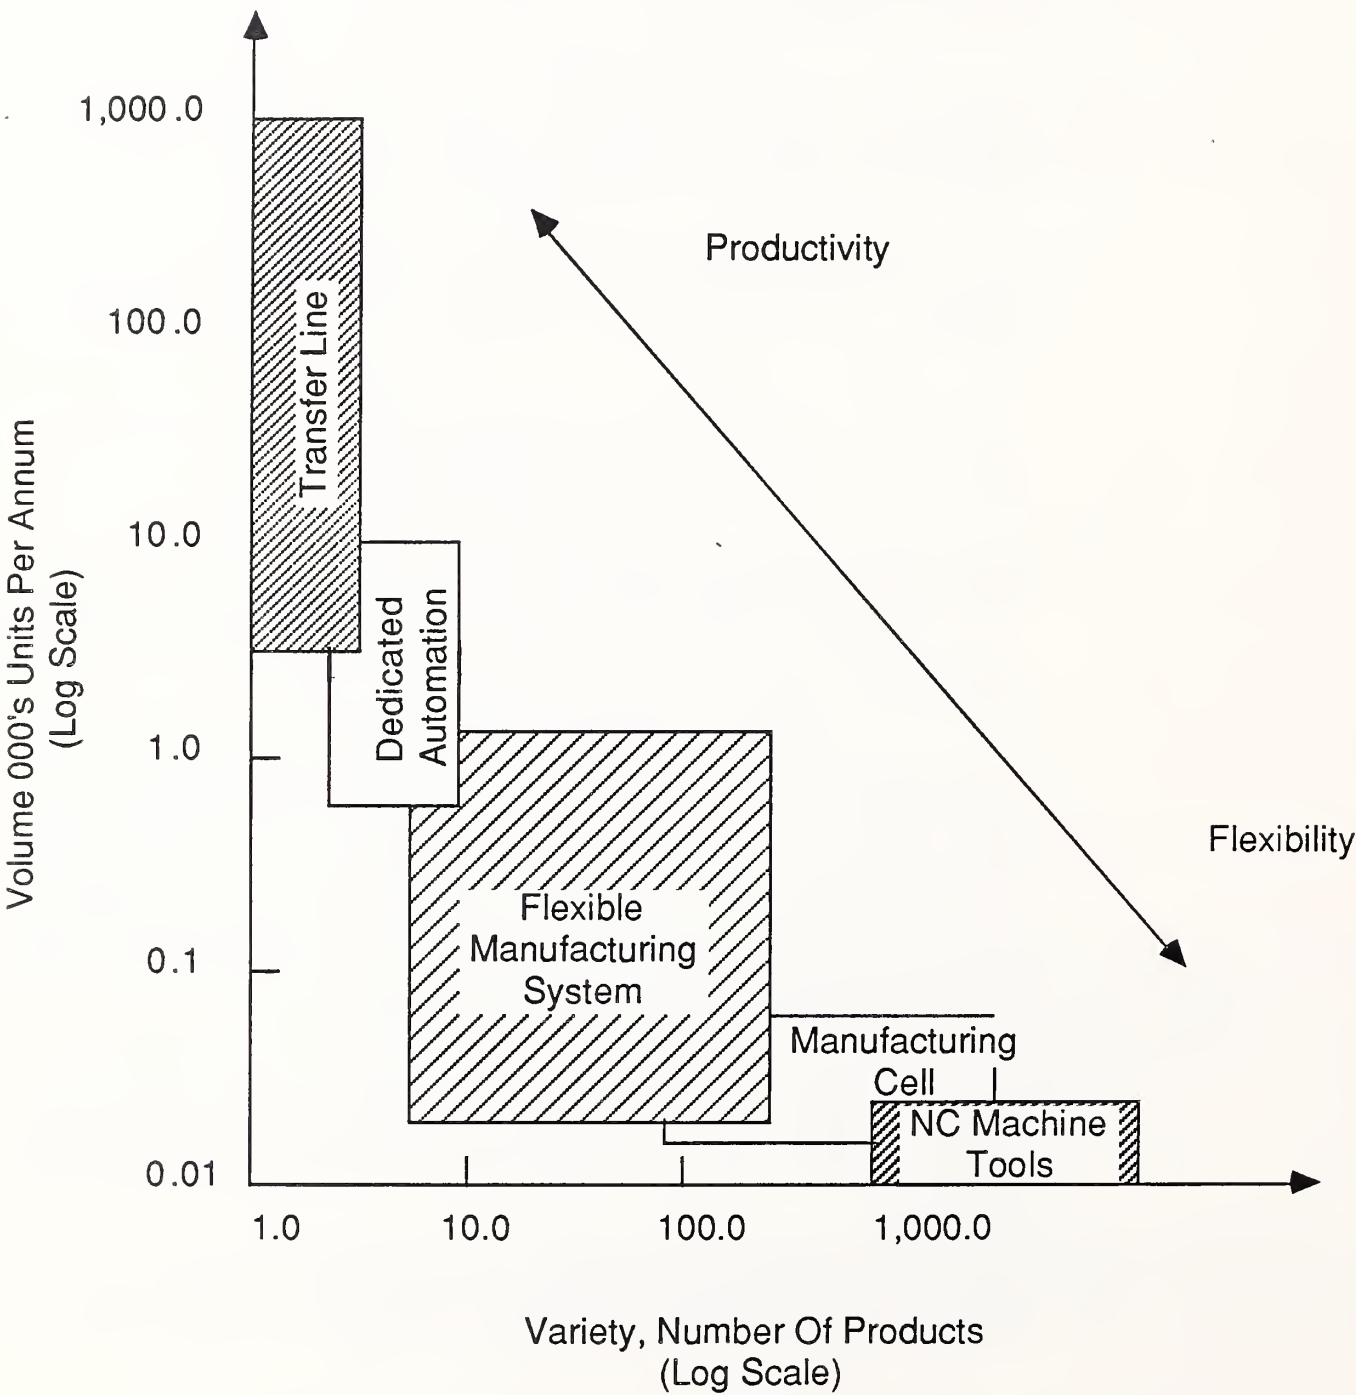 1,000.0
Productivity
100.0
Transfer Line
Volume 000's Units Per Annum
(Log Scale)
10.0
Dedicated
Automation
1.0
Flexibility
Flexible
Manufacturing
System
0.1
Manufacturing
Cell
NC Machine
Tools
0.01
1.0 10.0 100.0 1,000.0
Variety, Number Of Products
(Log Scale)